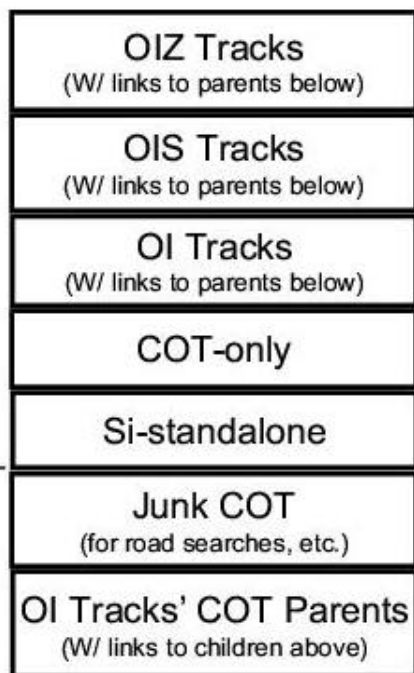 OIZ Tracks
(W/ links to parents below)
OIS Tracks
(W/ links to parents below)
OI Tracks
(W/ links to parents below)
COT-only
Si-standalone
Junk COT
(for road searches, etc.)
OI Tracks’ COT Parents
(W/ links to children above)